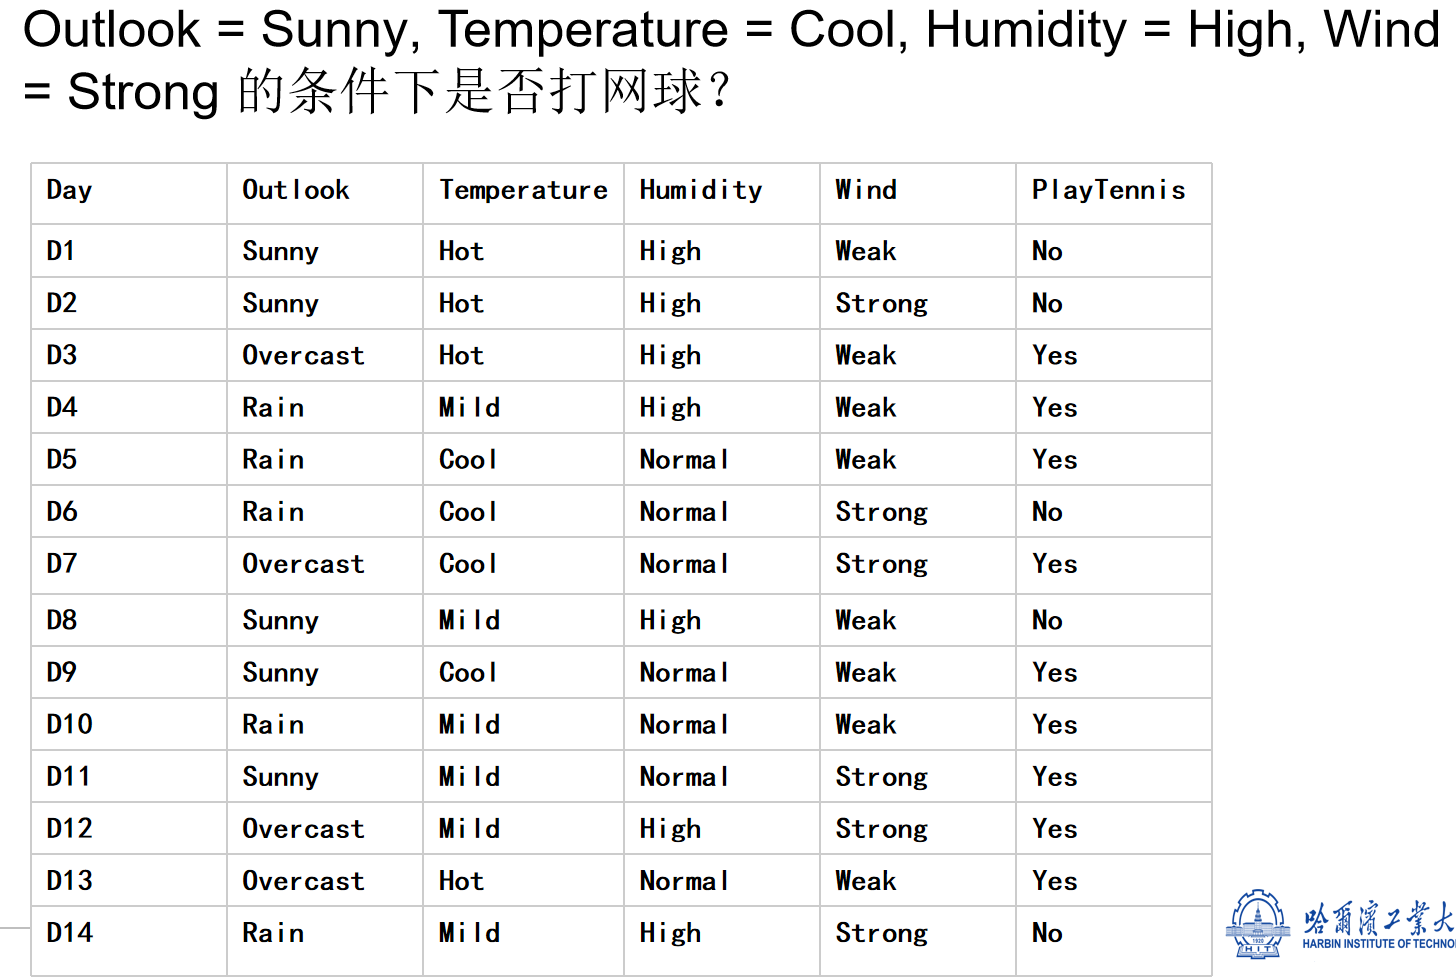 Outlook = Sunny, Temperature = Cool, Humidity = High, Wind
= Strong 的条件下是否打网球？
Day Outlook Temperature Humidity Wind PlayTennis
D1 Sunny Hot High Weak No
D2 Sunny Hot High Strong No
D3 Overcast Hot High Weak Yes
D4 Rain Mild High Weak Yes
D5 Rain Cool Normal Weak Yes
D6 Rain Cool Normal Strong No
D7 Overcast Cool Normal Strong Yes
D8 Sunny Mild High Weak No
D9 Sunny Cool Normal Weak Yes
D10 Rain Mild Normal Weak Yes
D11 Sunny Mild Normal Strong Yes
D12 Overcast Mild High Strong Yes
D13 Overcast Hot Normal Weak Yes
D14 Rain Mild High Strong No
1920
HIT
哈爾濱工業大
HARBIN INSTITUTE OF TECHNO